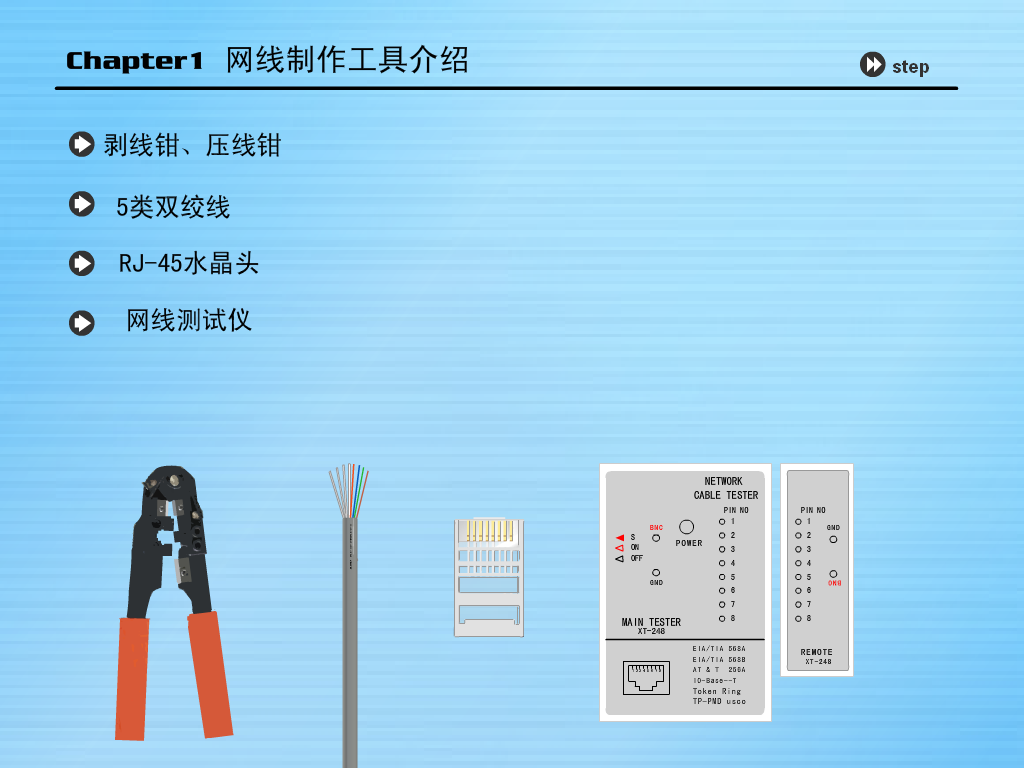 Chapter1 网线制作工具介绍
step
剥线钳、压线钳
5类双绞线
RJ-45水晶头
网线测试仪
NETWORK
CABLE TESTER
PIN NO
1
BNC
S
2
POWER
ON
3
OFF
4
5
GND
6
7
8
MAIN TESTER
XT-248
EIA/TIA 568A
EIA/TIA 568B
AT & T 256A
IO-Base--T
Token Ring
TP-PMD usoc
PIN NO
1
GND
2
3
4
5
BNC
6
7
8
REMOTE
XT-248